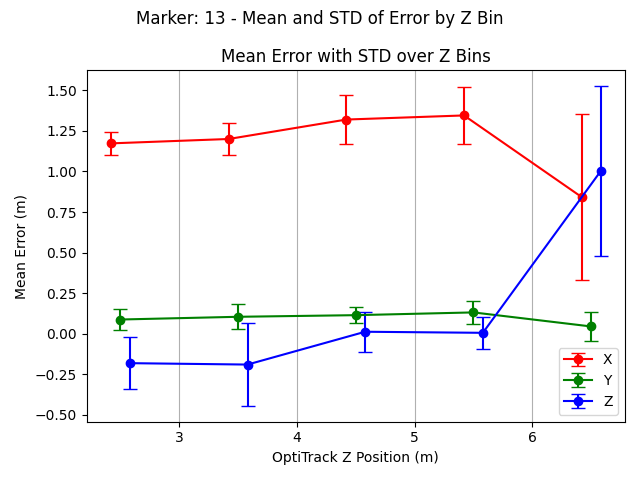 Marker: 13 - Mean and STD of Error by Z Bin
Mean Error with STD over Z Bins
1.50
1.25
1.00
0.75
0.50
0.25
0.00
−0.25
−0.50
Mean Error (m)
3 4 5 6
OptiTrack Z Position (m)
X
Y
Z